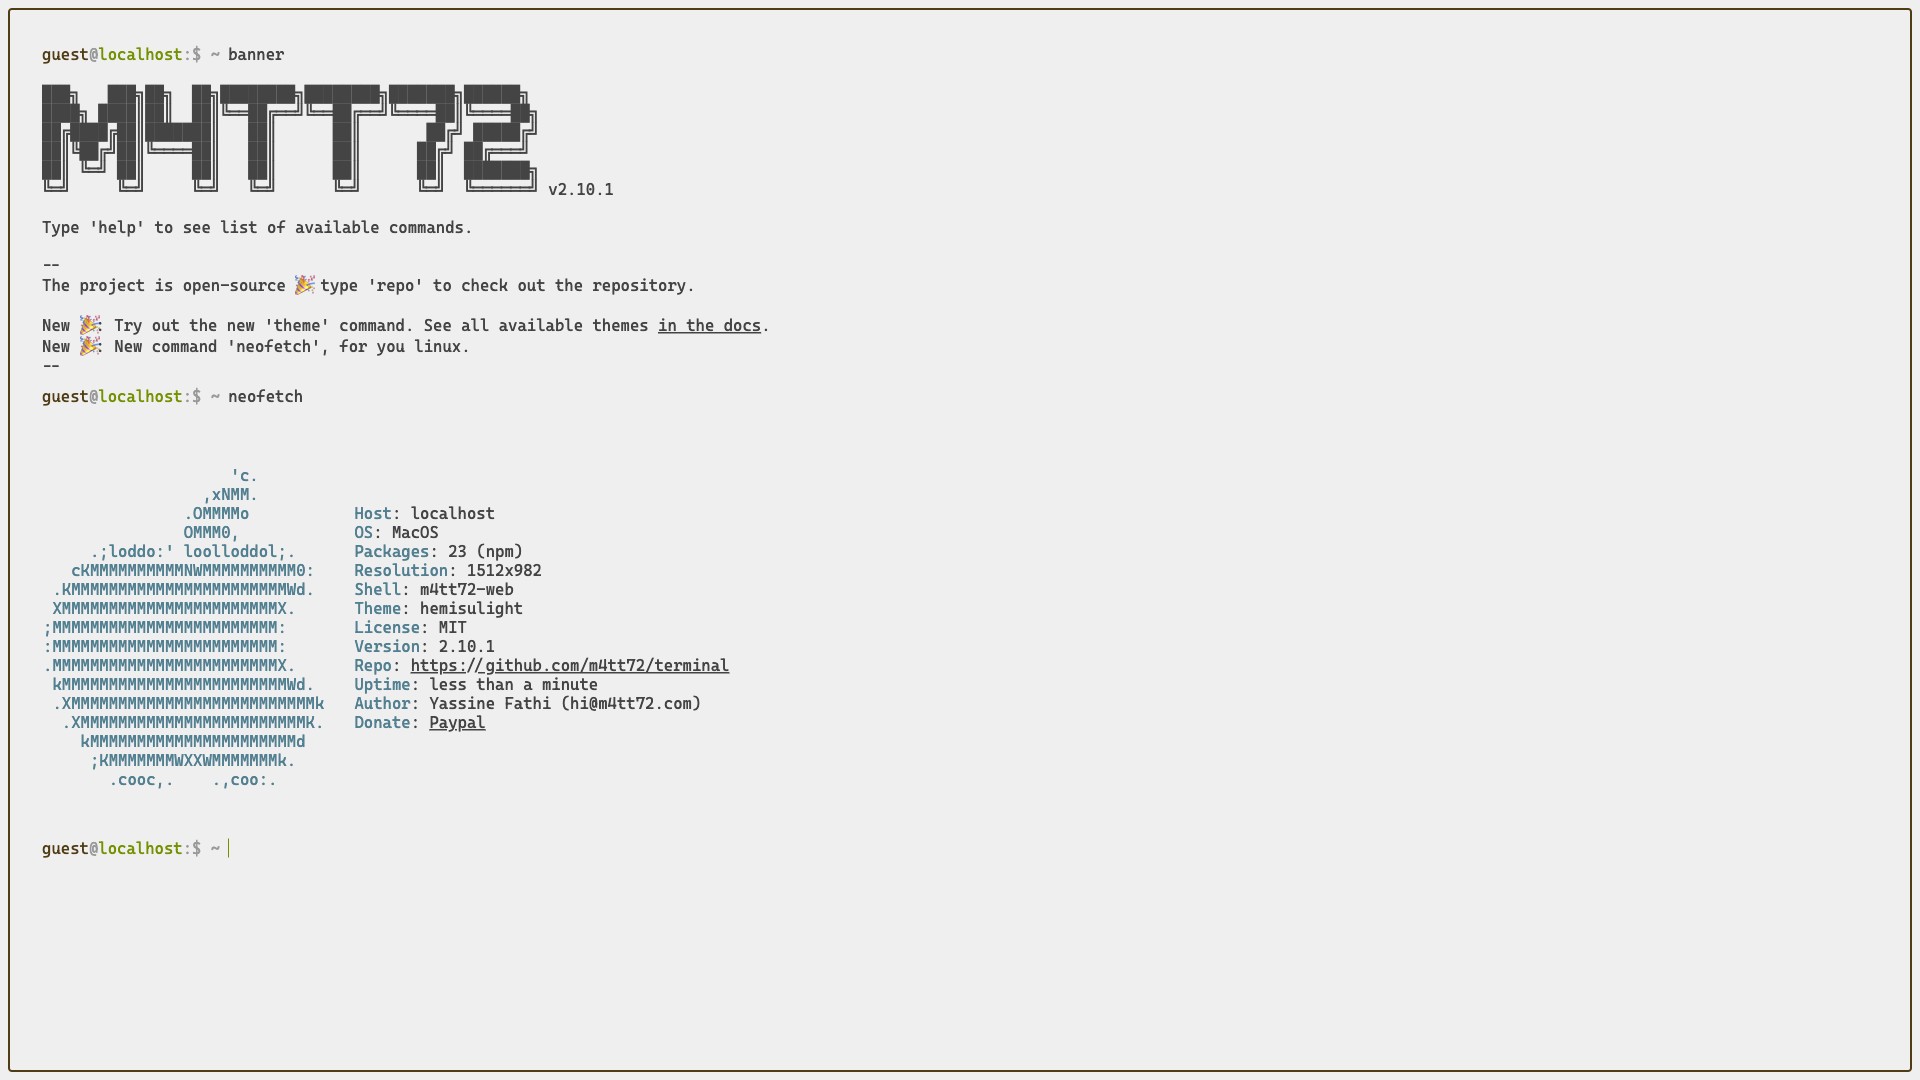 guest@localhost:$ ~ banner
M4TT72 v2.10.1
Type 'help' to see list of available commands.
--
The project is open-source 🎉 type 'repo' to check out the repository.
New 🎉: Try out the new 'theme' command. See all available themes in the docs.
New 🎉: New command 'neofetch', for you linux.
--
guest@localhost:$ ~ neofetch
'c.
,xNMM.
.OMMMMo Host: localhost
OMMM0, OS: MacOS
.;loddo:' loolloddol;. Packages: 23 (npm)
cKMMMMMMMMMMNWMMMMMMMMMM0: Resolution: 1512x982
.KMMMMMMMMMMMMMMMMMMMMMMMWd. Shell: m4tt72-web
XMMMMMMMMMMMMMMMMMMMMMMMX. Theme: hemisulight
;MMMMMMMMMMMMMMMMMMMMMMMM: License: MIT
:MMMMMMMMMMMMMMMMMMMMMMMM: Version: 2.10.1
.MMMMMMMMMMMMMMMMMMMMMMMMX. Repo: https://github.com/m4tt72/terminal
kMMMMMMMMMMMMMMMMMMMMMMMMWd. Uptime: less than a minute
.XMMMMMMMMMMMMMMMMMMMMMMMMMMk Author: Yassine Fathi (hi@m4tt72.com)
.XMMMMMMMMMMMMMMMMMMMMMMMMK. Donate: Paypal
kMMMMMMMMMMMMMMMMMMMMMMd
;KMMMMMMMWXXWMMMMMMMk.
.cooc,. .,coo:.
guest@localhost:$ ~